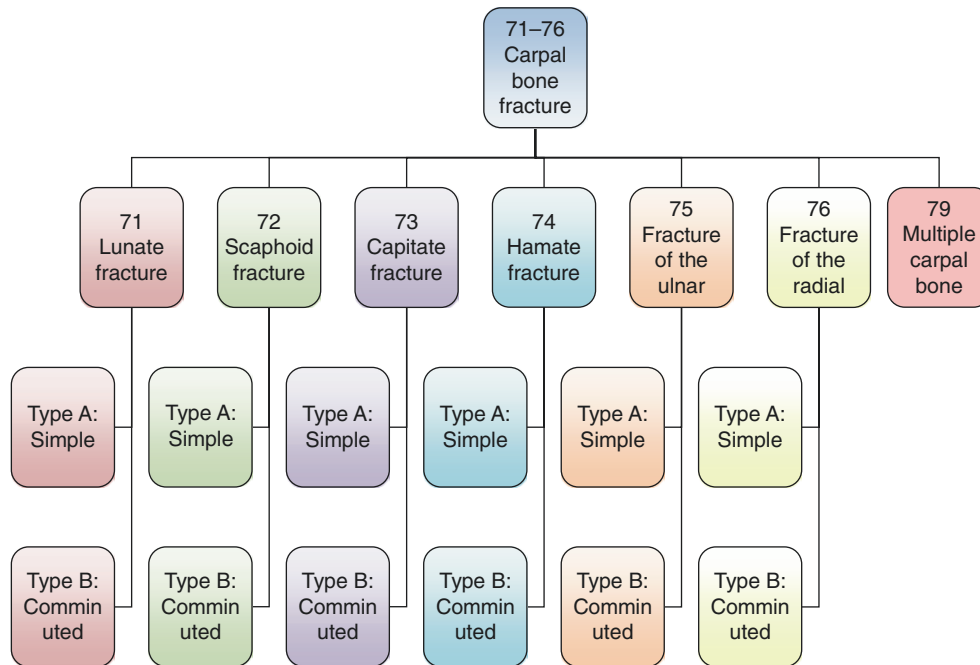 71–76
Carpal
bone
fracture
71
Lunate
fracture
72
Scaphoid
fracture
73
Capitate
fracture
74
Hamate
fracture
75
Fracture
of the
ulnar
76
Fracture
of the
radial
79
Multiple
carpal
bone
Type A:
Simple
Type A:
Simple
Type A:
Simple
Type A:
Simple
Type A:
Simple
Type A:
Simple
Type B:
Commin
uted
Type B:
Commin
uted
Type B:
Commin
uted
Type B:
Commin
uted
Type B:
Commin
uted
Type B:
Commin
uted